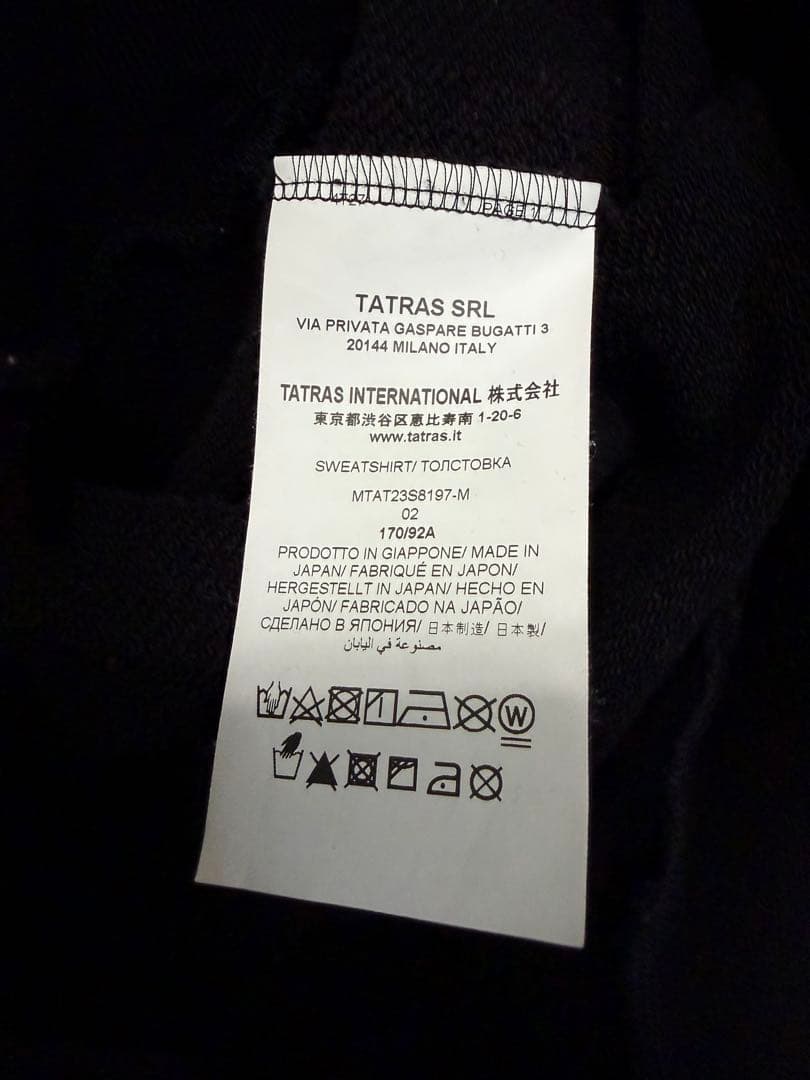 PAGE 1
TATRAS SRL
VIA PRIVATA GASPARE BUGATTI 3
20144 MILANO ITALY
TATRAS INTERNATIONAL 株式会社
東京都渋谷区恵比寿南 1-20-6
www.tatras.it
SWEATSHIRT/ ТОЛСТОВКА
MTAT23S8197-M
02
170/92A
PRODOTTO IN GIAPPONE/ MADE IN
JAPAN/ FABRIQUÉ EN JAPON/
HERGESTELLT IN JAPAN/ HECHO EN
JAPÓN/ FABRICADO NA JAPÃO/
СДЕЛАНО В ЯПОНИЯ/ 日本制造/ 日本製/
مصنوعة في اليابان
W